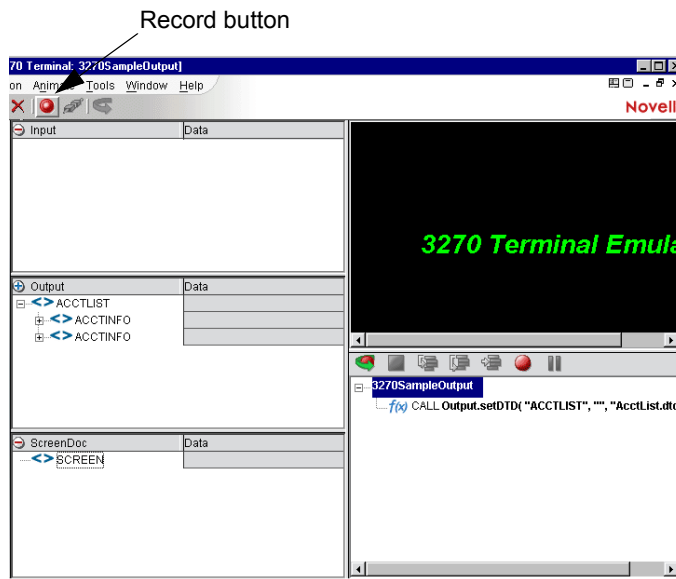 Record button
70 Terminal: 3270SampleOutput]
on Animate Tools Window Help
Novell
Input Data
3270 Terminal Emula
Output Data
ACCTLIST
ACCTINFO
ACCTINFO
3270SampleOutput
f(x) CALL Output.setDTD( "ACCTLIST", "", "AcctList.dtd
ScreenDoc Data
SCREEN